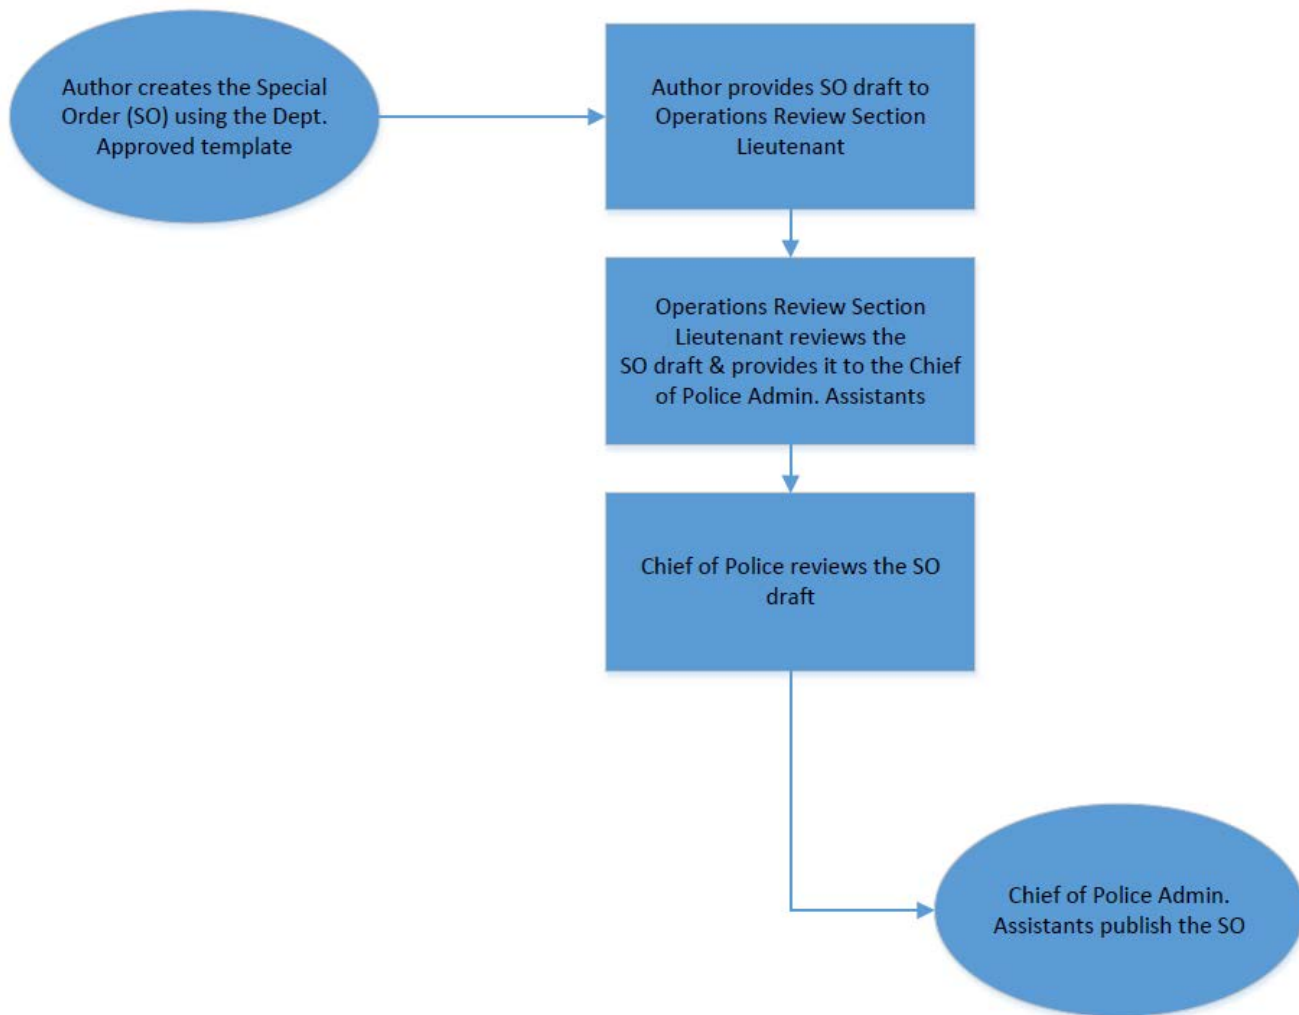 Author creates the Special
Order (SO) using the Dept.
Approved template
Author provides SO draft to
Operations Review Section
Lieutenant
Operations Review Section
Lieutenant reviews the
SO draft & provides it to the Chief
of Police Admin. Assistants
Chief of Police reviews the SO
draft
Chief of Police Admin.
Assistants publish the SO